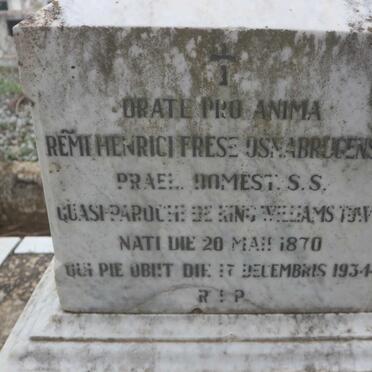 ORATE PRO ANIMA
REM̃I HENRICI FRESE OSNABRUGENS
PRAEL. DOMEST. S.S.
QUASI-PAROCHI DE KING WILLIAMS TOWN
NATI DIE 20 MAII 1870
QUI PIE OBIIT DIE 17 DECEMBRIS 1934
R I P